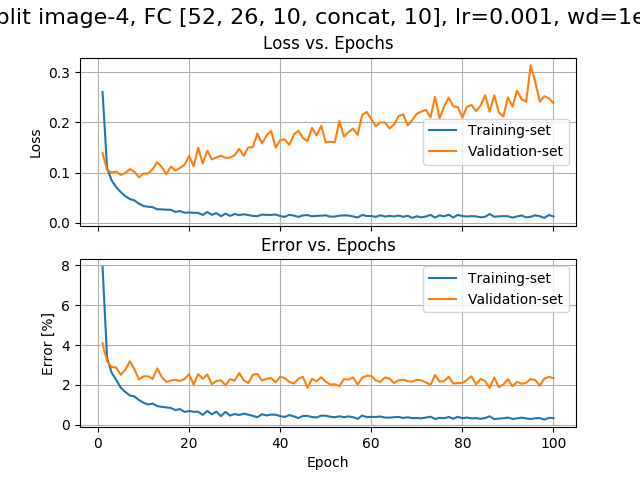 plit image-4, FC [52, 26, 10, concat, 10], lr=0.001, wd=1e
Loss vs. Epochs
0.3
0.2
0.1
0.0
Loss
Training-set
Validation-set
Error vs. Epochs
8
6
4
2
0
Error [%]
Training-set
Validation-set
0 20 40 60 80 100
Epoch